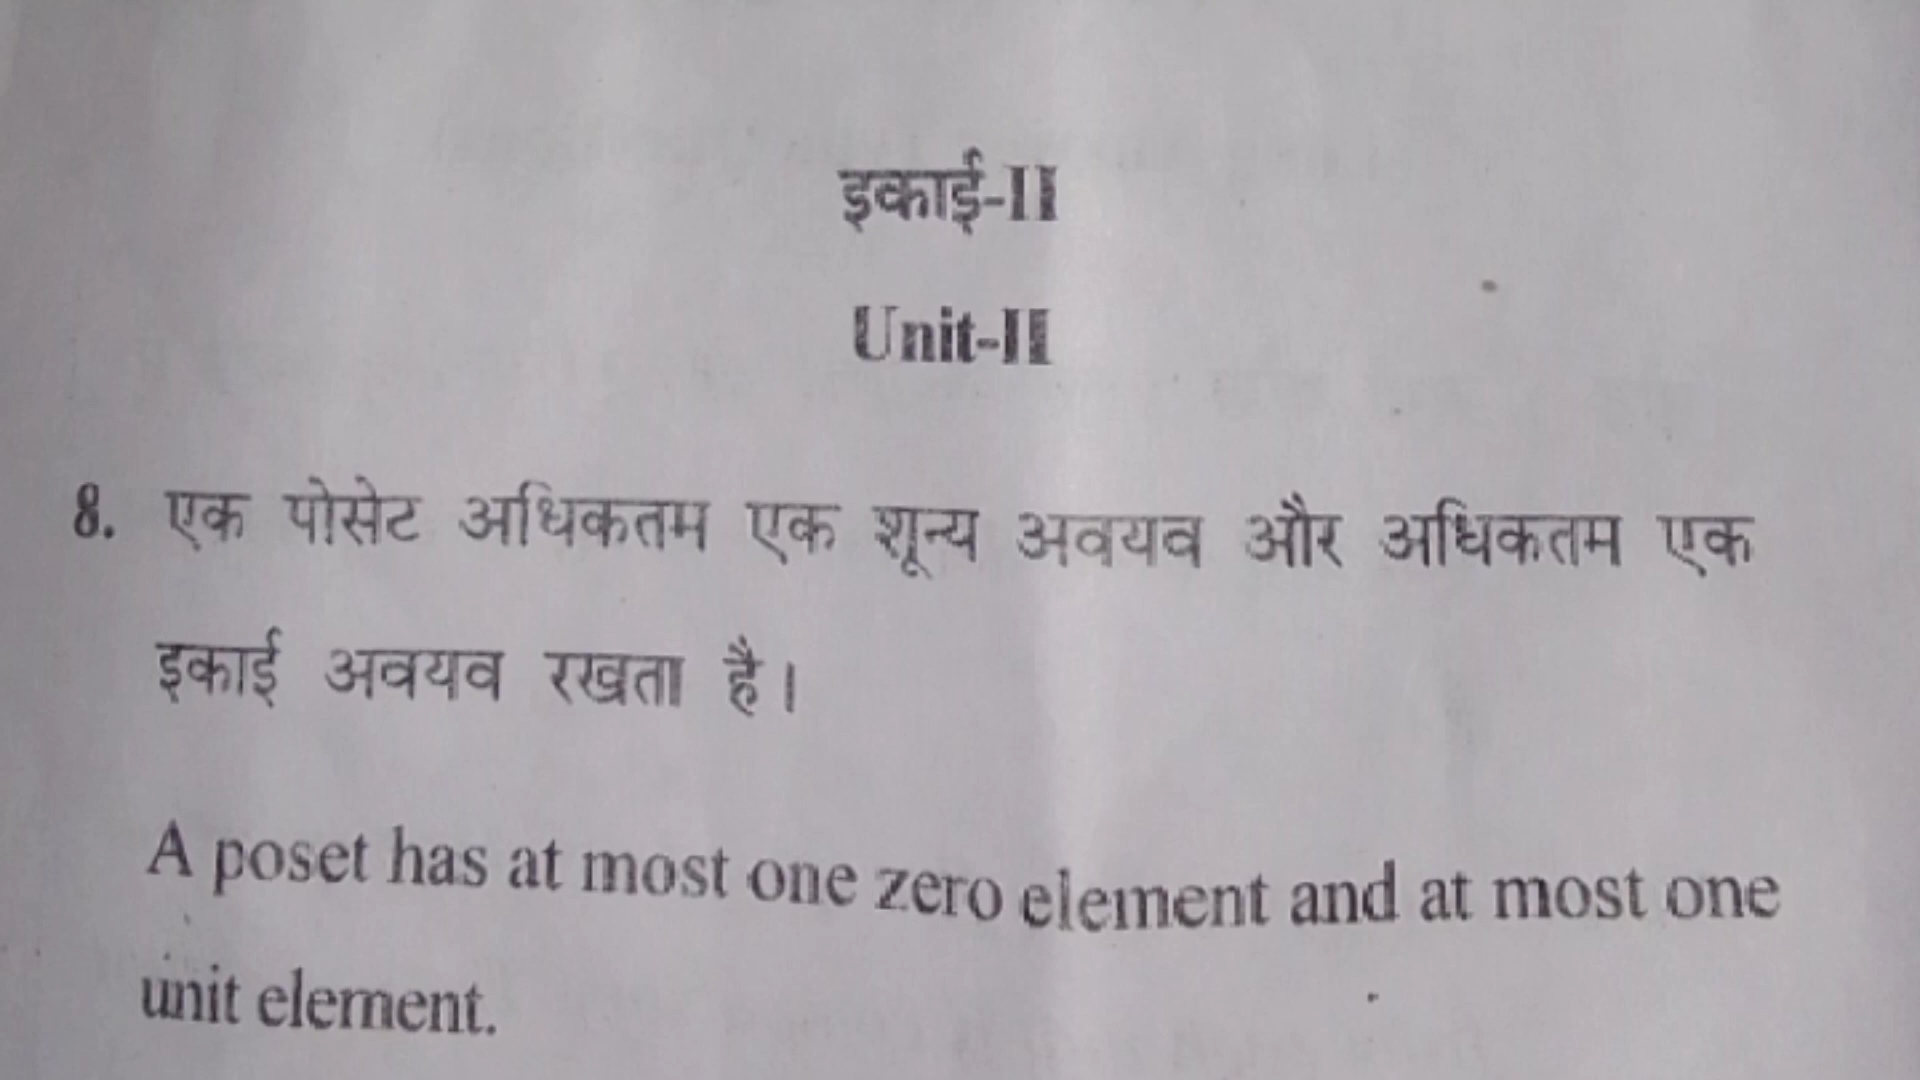 इकाई-II
Unit-II
8. एक पोसेट अधिकतम एक शून्य अवयव और अधिकतम एक
इकाई अवयव रखता है।
A poset has at most one zero element and at most one
unit element.